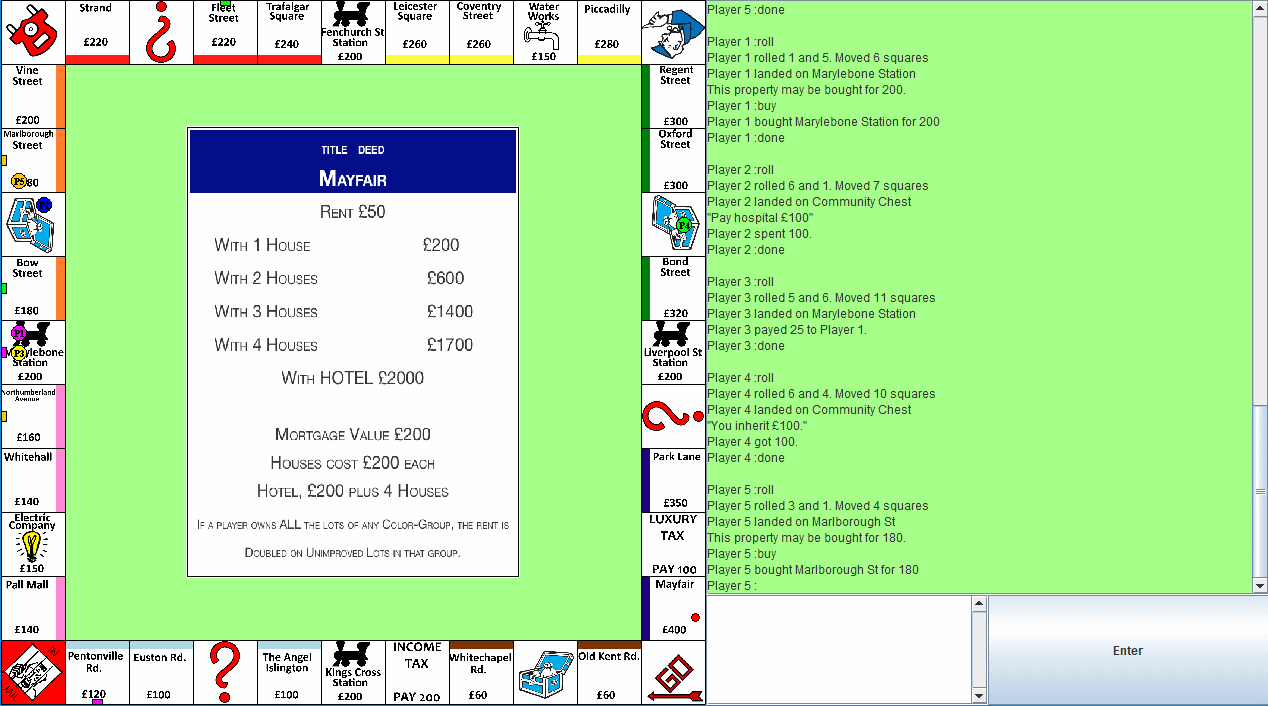 Strand
£220
Fleet
Street
£220
Trafalgar
Square
£240
Fenchurch St
Station
£200
Leicester
Square
£260
Coventry
Street
£260
Water
Works
£150
Piccadilly
£280
Vine
Street
£200
Marlborough
Street
P5
80
Bow
Street
£180
P1
P3
Marylebone
Station
£200
Northumberland
Avenue
£160
Whitehall
£140
Electric
Company
£150
Pall Mall
£140
TITLE DEED
MAYFAIR
RENT £50
WITH 1 HOUSE £200
WITH 2 HOUSES £600
WITH 3 HOUSES £1400
WITH 4 HOUSES £1700
WITH HOTEL £2000
MORTGAGE VALUE £200
HOUSES COST £200 EACH
HOTEL, £200 PLUS 4 HOUSES
IF A PLAYER OWNS ALL THE LOTS OF ANY COLOR-GROUP, THE RENT IS
DOUBLED ON UNIMPROVED LOTS IN THAT GROUP.
Regent
Street
£300
Oxford
Street
£300
P4
Bond
Street
£320
Liverpool St
Station
£200
Park Lane
£350
LUXURY
TAX
PAY 100
Mayfair
£400
Pentonville
Rd.
£120
Euston Rd.
£100
The Angel
Islington
£100
Kings Cross
Station
£200
INCOME
TAX
PAY 200
Whitechapel
Rd.
£60
Old Kent Rd.
£60
GO
Player 5 :done
Player 1 :roll
Player 1 rolled 1 and 5. Moved 6 squares
Player 1 landed on Marylebone Station
This property may be bought for 200.
Player 1 :buy
Player 1 bought Marylebone Station for 200
Player 1 :done
Player 2 :roll
Player 2 rolled 6 and 1. Moved 7 squares
Player 2 landed on Community Chest
"Pay hospital £100"
Player 2 spent 100.
Player 2 :done
Player 3 :roll
Player 3 rolled 5 and 6. Moved 11 squares
Player 3 landed on Marylebone Station
Player 3 payed 25 to Player 1.
Player 3 :done
Player 4 :roll
Player 4 rolled 6 and 4. Moved 10 squares
Player 4 landed on Community Chest
"You inherit £100."
Player 4 got 100.
Player 4 :done
Player 5 :roll
Player 5 rolled 3 and 1. Moved 4 squares
Player 5 landed on Marlborough St
This property may be bought for 180.
Player 5 :buy
Player 5 bought Marlborough St for 180
Player 5 :
Enter